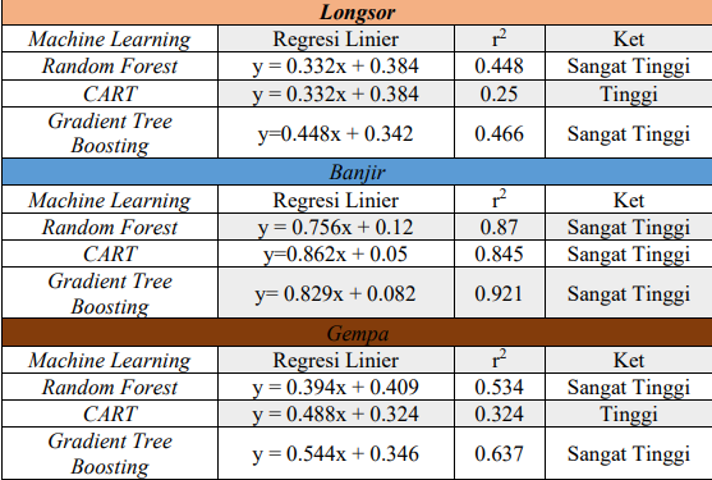 Longsor
Machine Learning Regresi Linier r² Ket
Random Forest y = 0.332x + 0.384 0.448 Sangat Tinggi
CART y = 0.332x + 0.384 0.25 Tinggi
Gradient Tree Boosting y=0.448x + 0.342 0.466 Sangat Tinggi
Banjir
Machine Learning Regresi Linier r² Ket
Random Forest y = 0.756x + 0.12 0.87 Sangat Tinggi
CART y=0.862x + 0.05 0.845 Sangat Tinggi
Gradient Tree Boosting y= 0.829x + 0.082 0.921 Sangat Tinggi
Gempa
Machine Learning Regresi Linier r² Ket
Random Forest y = 0.394x + 0.409 0.534 Sangat Tinggi
CART y = 0.488x + 0.324 0.324 Tinggi
Gradient Tree Boosting y = 0.544x + 0.346 0.637 Sangat Tinggi